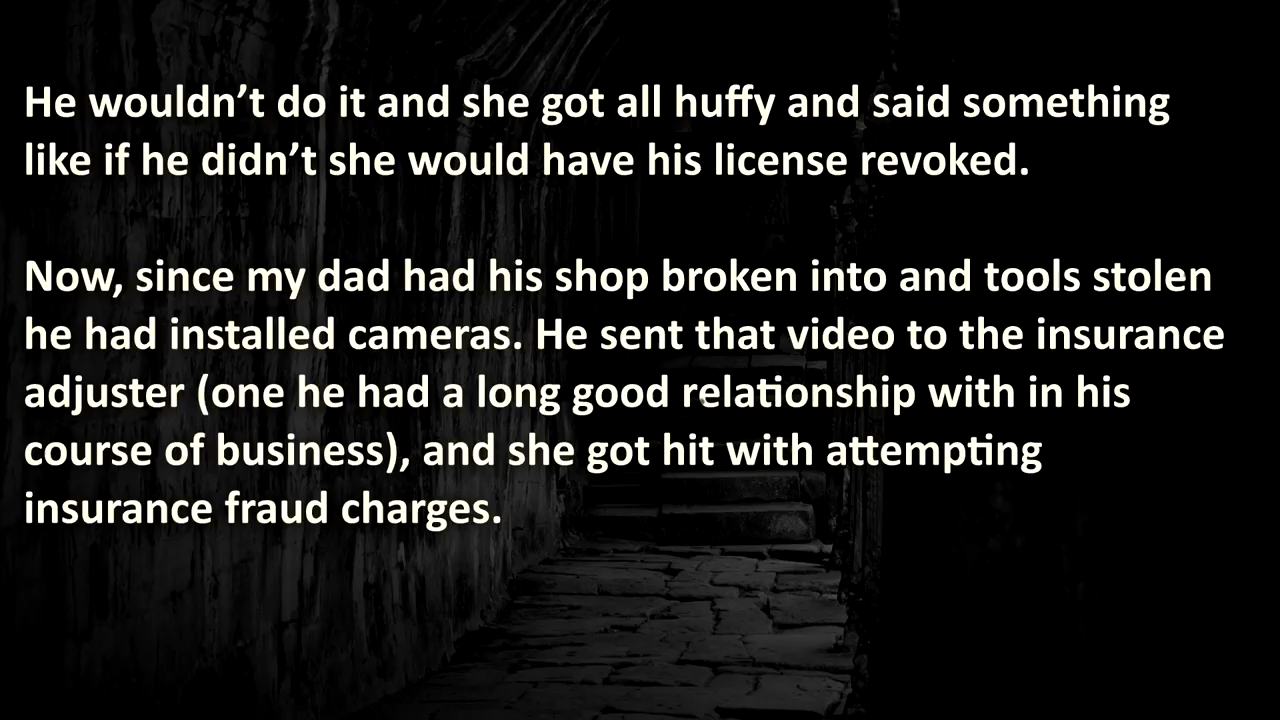 He wouldn’t do it and she got all huffy and said something
like if he didn’t she would have his license revoked.
Now, since my dad had his shop broken into and tools stolen
he had installed cameras. He sent that video to the insurance
adjuster (one he had a long good relationship with in his
course of business), and she got hit with attempting
insurance fraud charges.